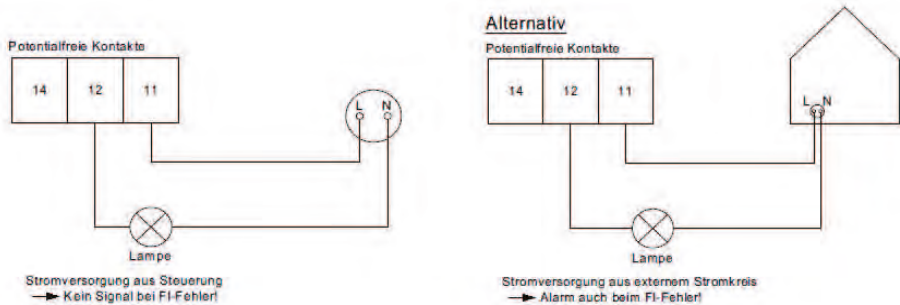 Potentialfreie Kontakte
14 12 11
L N
Lampe
Stromversorgung aus Steuerung
Kein Signal bei FI-Fehler!
Alternativ
Potentialfreie Kontakte
14 12 11
L N
Lampe
Stromversorgung aus externem Stromkreis
Alarm auch beim FI-Fehler!